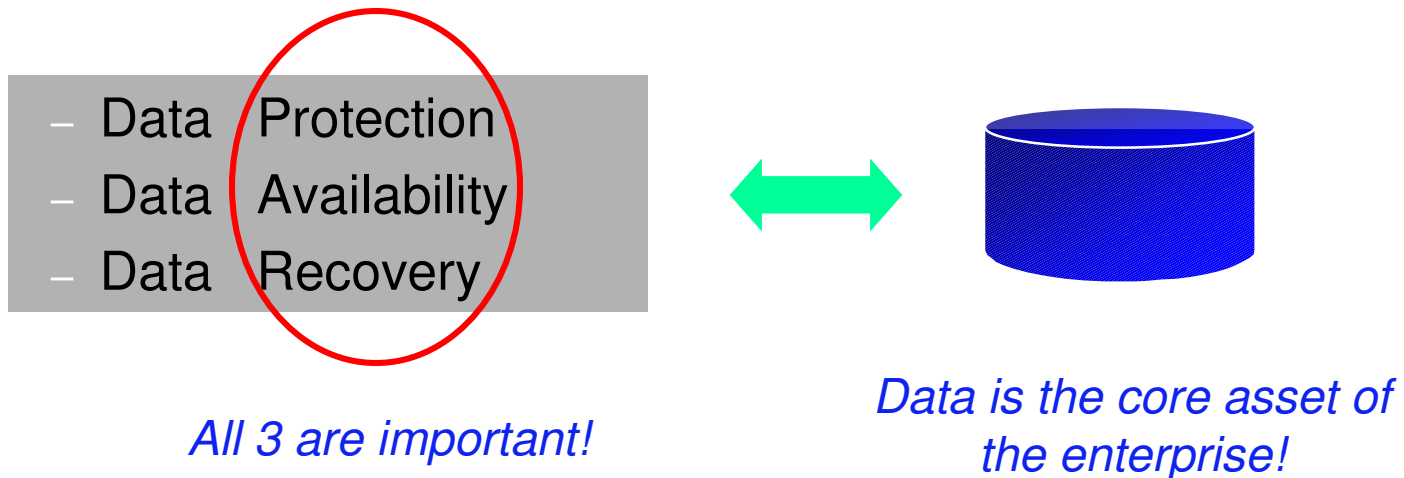 – Data Protection
– Data Availability
– Data Recovery
All 3 are important!
Data is the core asset of
the enterprise!